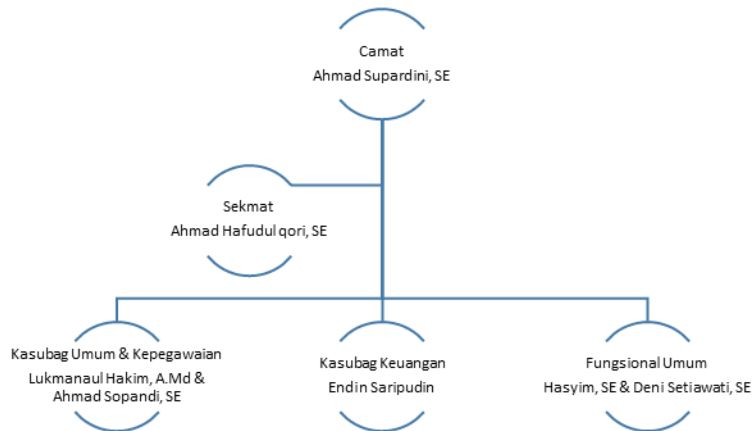 Camat
Ahmad Supardini, SE
Sekmat
Ahmad Hafudul qori, SE
Kasubag Umum & Kepegawaian
Lukmanaul Hakim, A.Md &
Ahmad Sopandi, SE
Kasubag Keuangan
Endin Saripudin
Fungsional Umum
Hasyim, SE & Deni Setiawati, SE